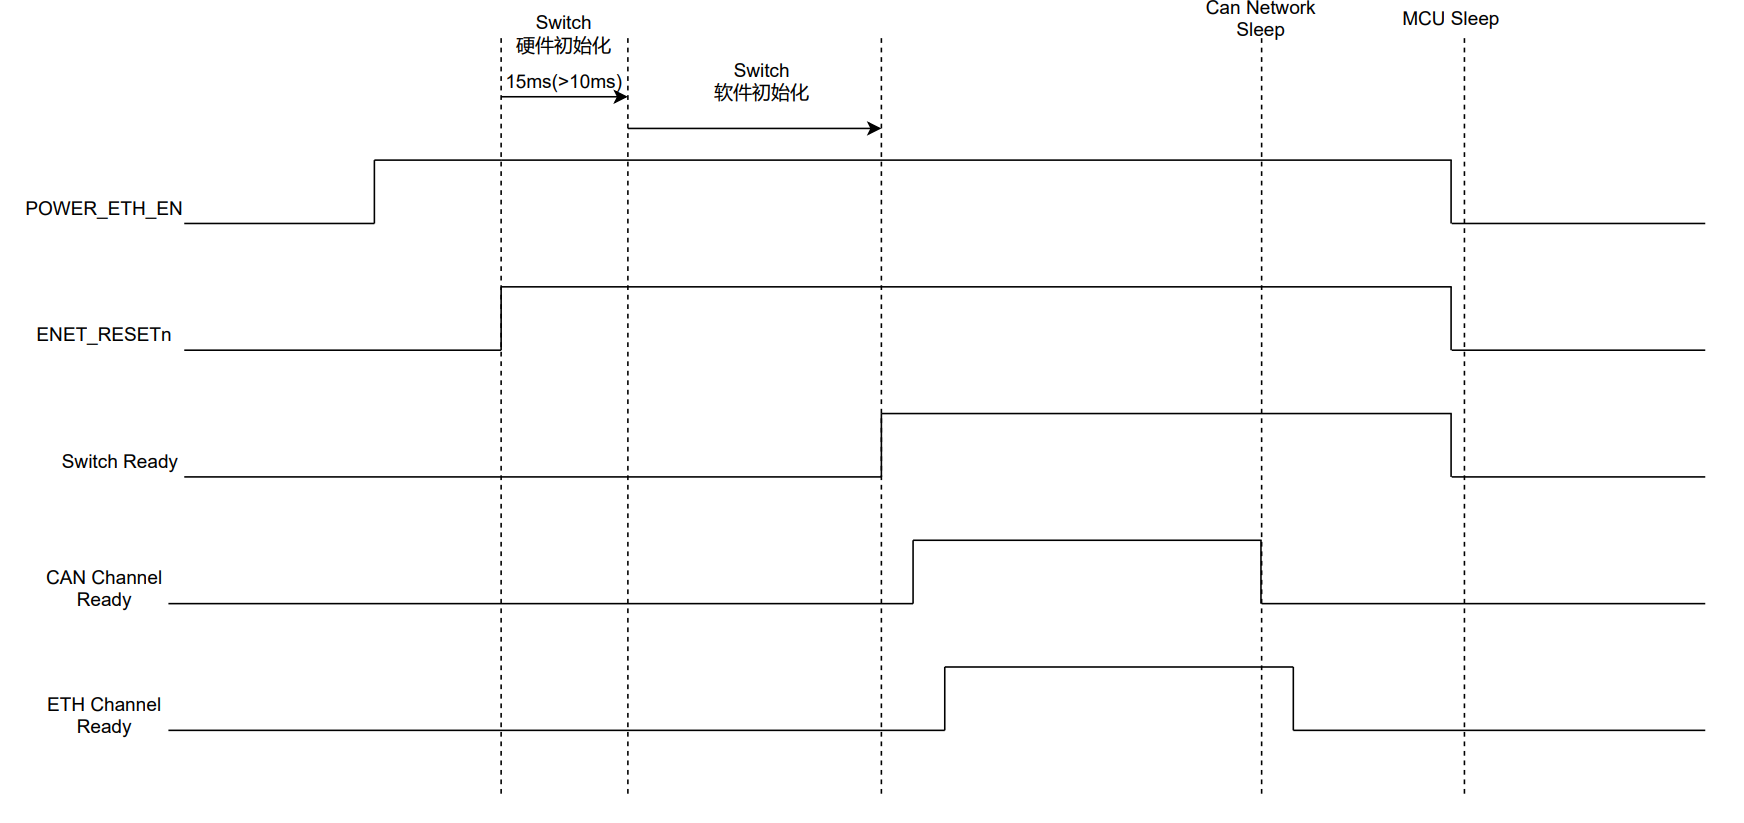 Switch
硬件初始化
15ms(>10ms)
Switch
软件初始化
Can Network
Sleep
MCU Sleep
POWER_ETH_EN
ENET_RESETn
Switch Ready
CAN Channel
Ready
ETH Channel
Ready